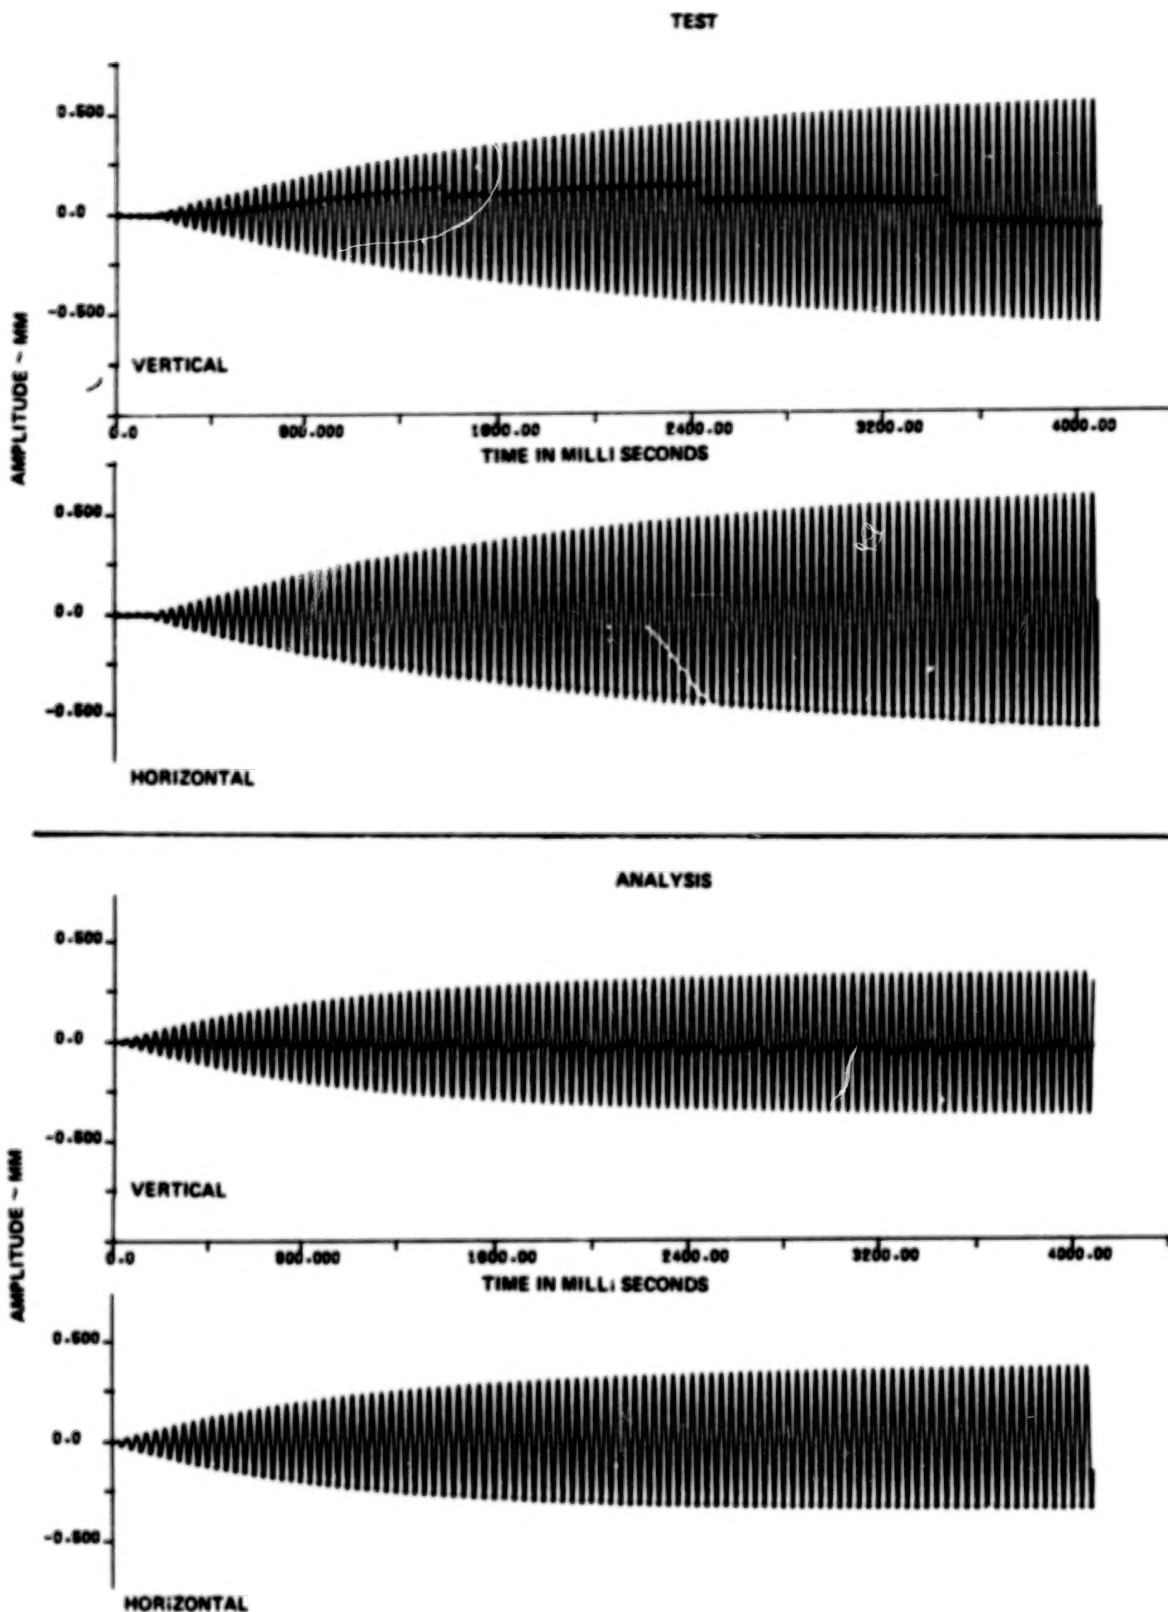 TEST
0.500
0.0
-0.500
VERTICAL
AMPLITUDE ~ MM
0.0 800.000 1600.00 2400.00 3200.00 4000.00
TIME IN MILLI SECONDS
0.500
0.0
-0.500
HORIZONTAL
ANALYSIS
0.500
0.0
-0.500
VERTICAL
AMPLITUDE ~ MM
0.0 800.000 1600.00 2400.00 3200.00 4000.00
TIME IN MILLI SECONDS
0.500
0.0
-0.500
HORIZONTAL